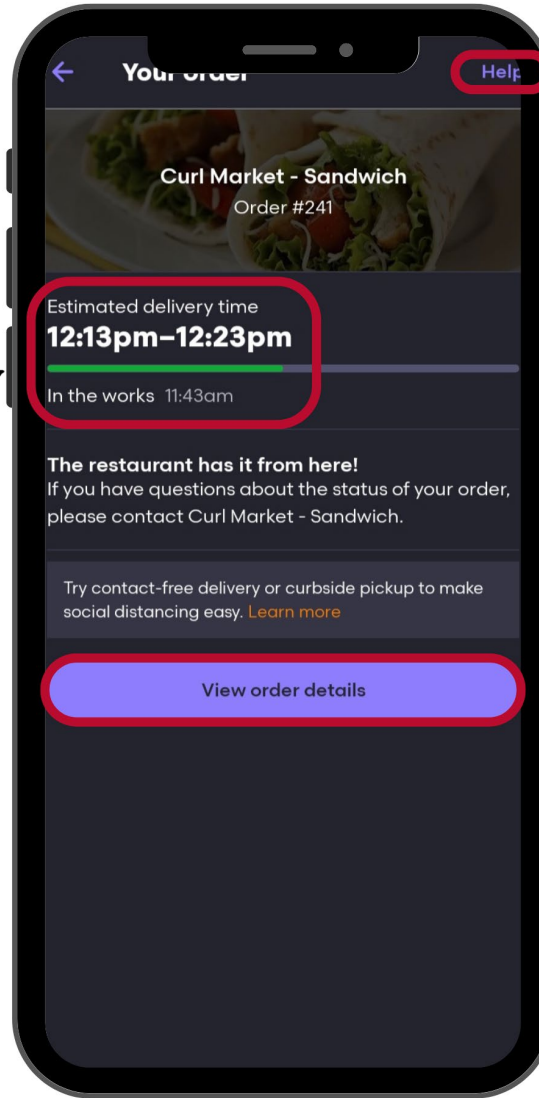 Your order
Help
Curl Market - Sandwich
Order #241
Estimated delivery time
12:13pm–12:23pm
In the works 11:43am
The restaurant has it from here!
If you have questions about the status of your order,
please contact Curl Market - Sandwich.
Try contact-free delivery or curbside pickup to make
social distancing easy. Learn more
View order details